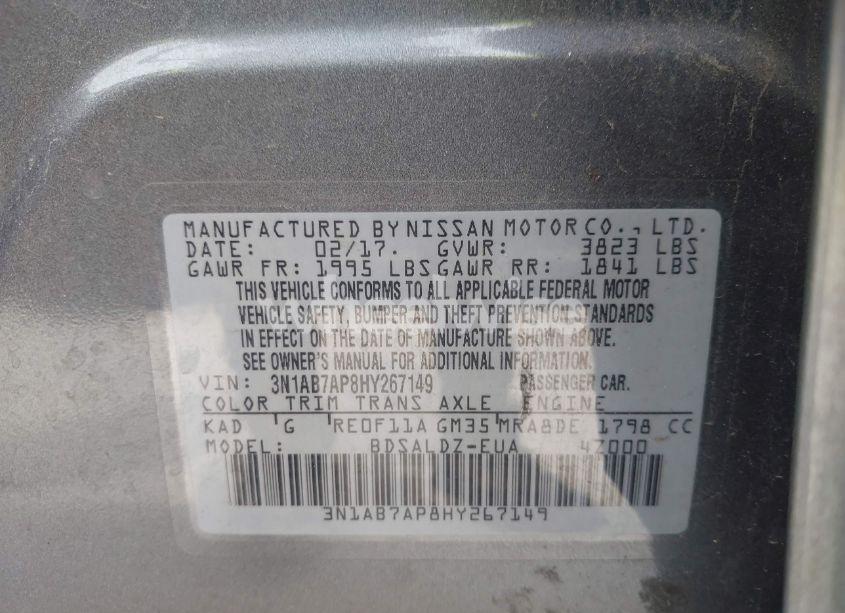 MANUFACTURED BY NISSAN MOTOR CO., LTD.
DATE: 02/17. GVWR: 3823 LBS
GAWR FR: 1995 LBS GAWR RR: 1841 LBS
THIS VEHICLE CONFORMS TO ALL APPLICABLE FEDERAL MOTOR
VEHICLE SAFETY, BUMPER AND THEFT PREVENTION STANDARDS
IN EFFECT ON THE DATE OF MANUFACTURE SHOWN ABOVE.
SEE OWNER'S MANUAL FOR ADDITIONAL INFORMATION.
VIN: 3N1AB7AP8HY267149 PASSENGER CAR.
COLOR TRIM TRANS AXLE ENGINE
KAD G RE0F11A GM35 MRA8DE 1798 CC
MODEL: BDSALDZ-EUA 4Z000
3N1AB7AP8HY267149